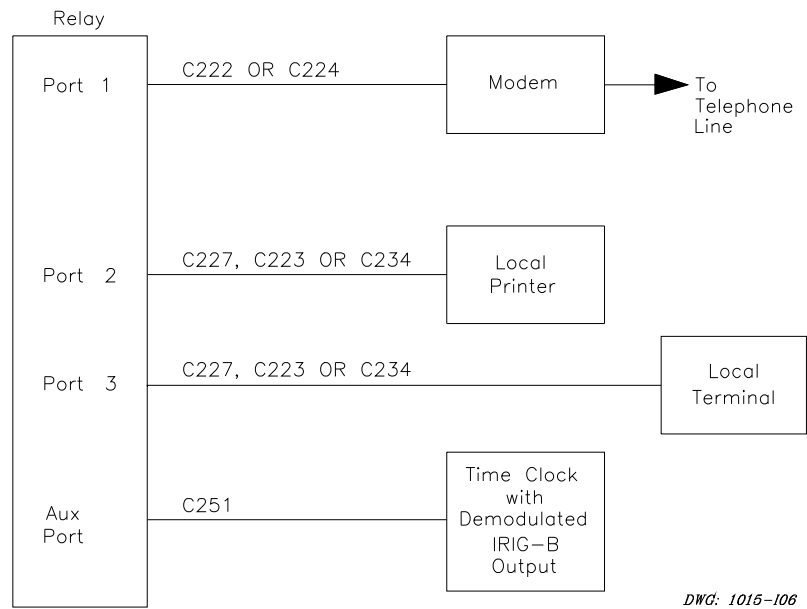 Relay
Port 1
C222 OR C224
Modem
To
Telephone
Line
Port 2
C227, C223 OR C234
Local
Printer
Port 3
C227, C223 OR C234
Local
Terminal
Aux
Port
C251
Time Clock
with
Demodulated
IRIG-B
Output
DWG: 1015-I06